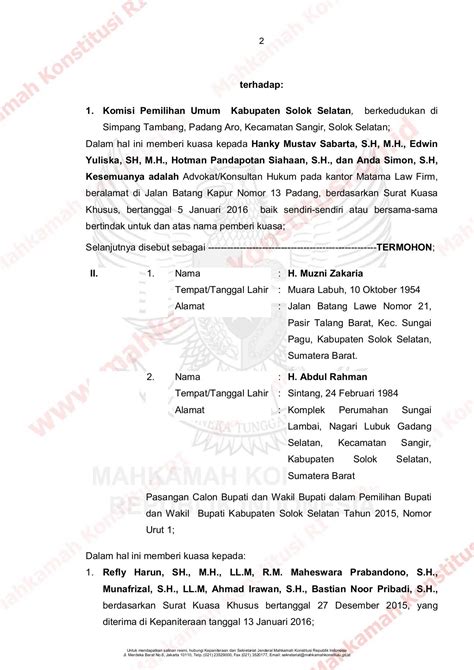 2
terhadap:
1. Komisi Pemilihan Umum Kabupaten Solok Selatan, berkedudukan di
Simpang Tambang, Padang Aro, Kecamatan Sangir, Solok Selatan;
Dalam hal ini memberi kuasa kepada Hanky Mustav Sabarta, S.H, M.H., Edwin
Yuliska, SH, M.H., Hotman Pandapotan Siahaan, S.H., dan Anda Simon, S.H,
Kesemuanya adalah Advokat/Konsultan Hukum pada kantor Matama Law Firm,
beralamat di Jalan Batang Kapur Nomor 13 Padang, berdasarkan Surat Kuasa
Khusus, bertanggal 5 Januari 2016 baik sendiri-sendiri atau bersama-sama
bertindak untuk dan atas nama pemberi kuasa;
Selanjutnya disebut sebagai ---------------------------------------------------------TERMOHON;
II. 1. Nama : H. Muzni Zakaria
Tempat/Tanggal Lahir : Muara Labuh, 10 Oktober 1954
Alamat : Jalan Batang Lawe Nomor 21,
Pasir Talang Barat, Kec. Sungai
Pagu, Kabupaten Solok Selatan,
Sumatera Barat.
2. Nama : H. Abdul Rahman
Tempat/Tanggal Lahir : Sintang, 24 Februari 1984
Alamat : Komplek Perumahan Sungai
Lambai, Nagari Lubuk Gadang
Selatan, Kecamatan Sangir,
Kabupaten Solok Selatan,
Sumatera Barat
Pasangan Calon Bupati dan Wakil Bupati dalam Pemilihan Bupati
dan Wakil Bupati Kabupaten Solok Selatan Tahun 2015, Nomor
Urut 1;
Dalam hal ini memberi kuasa kepada:
1. Refly Harun, SH., M.H., LL.M, R.M. Maheswara Prabandono, S.H.,
Munafrizal, S.H., LL.M, Ahmad Irawan, S.H., Bastian Noor Pribadi, S.H.,
berdasarkan Surat Kuasa Khusus bertanggal 27 Desember 2015, yang
diterima di Kepaniteraan tanggal 13 Januari 2016;
Untuk mendapatkan salinan resmi, hubungi Kepaniteraan dan Sekretariat Jenderal Mahkamah Konstitusi Republik Indonesia
Jl. Merdeka Barat No.6, Jakarta 10110, Telp. (021) 23529000, Fax (021) 3520177, Email: sekretariat@mahkamahkonstitusi.go.id